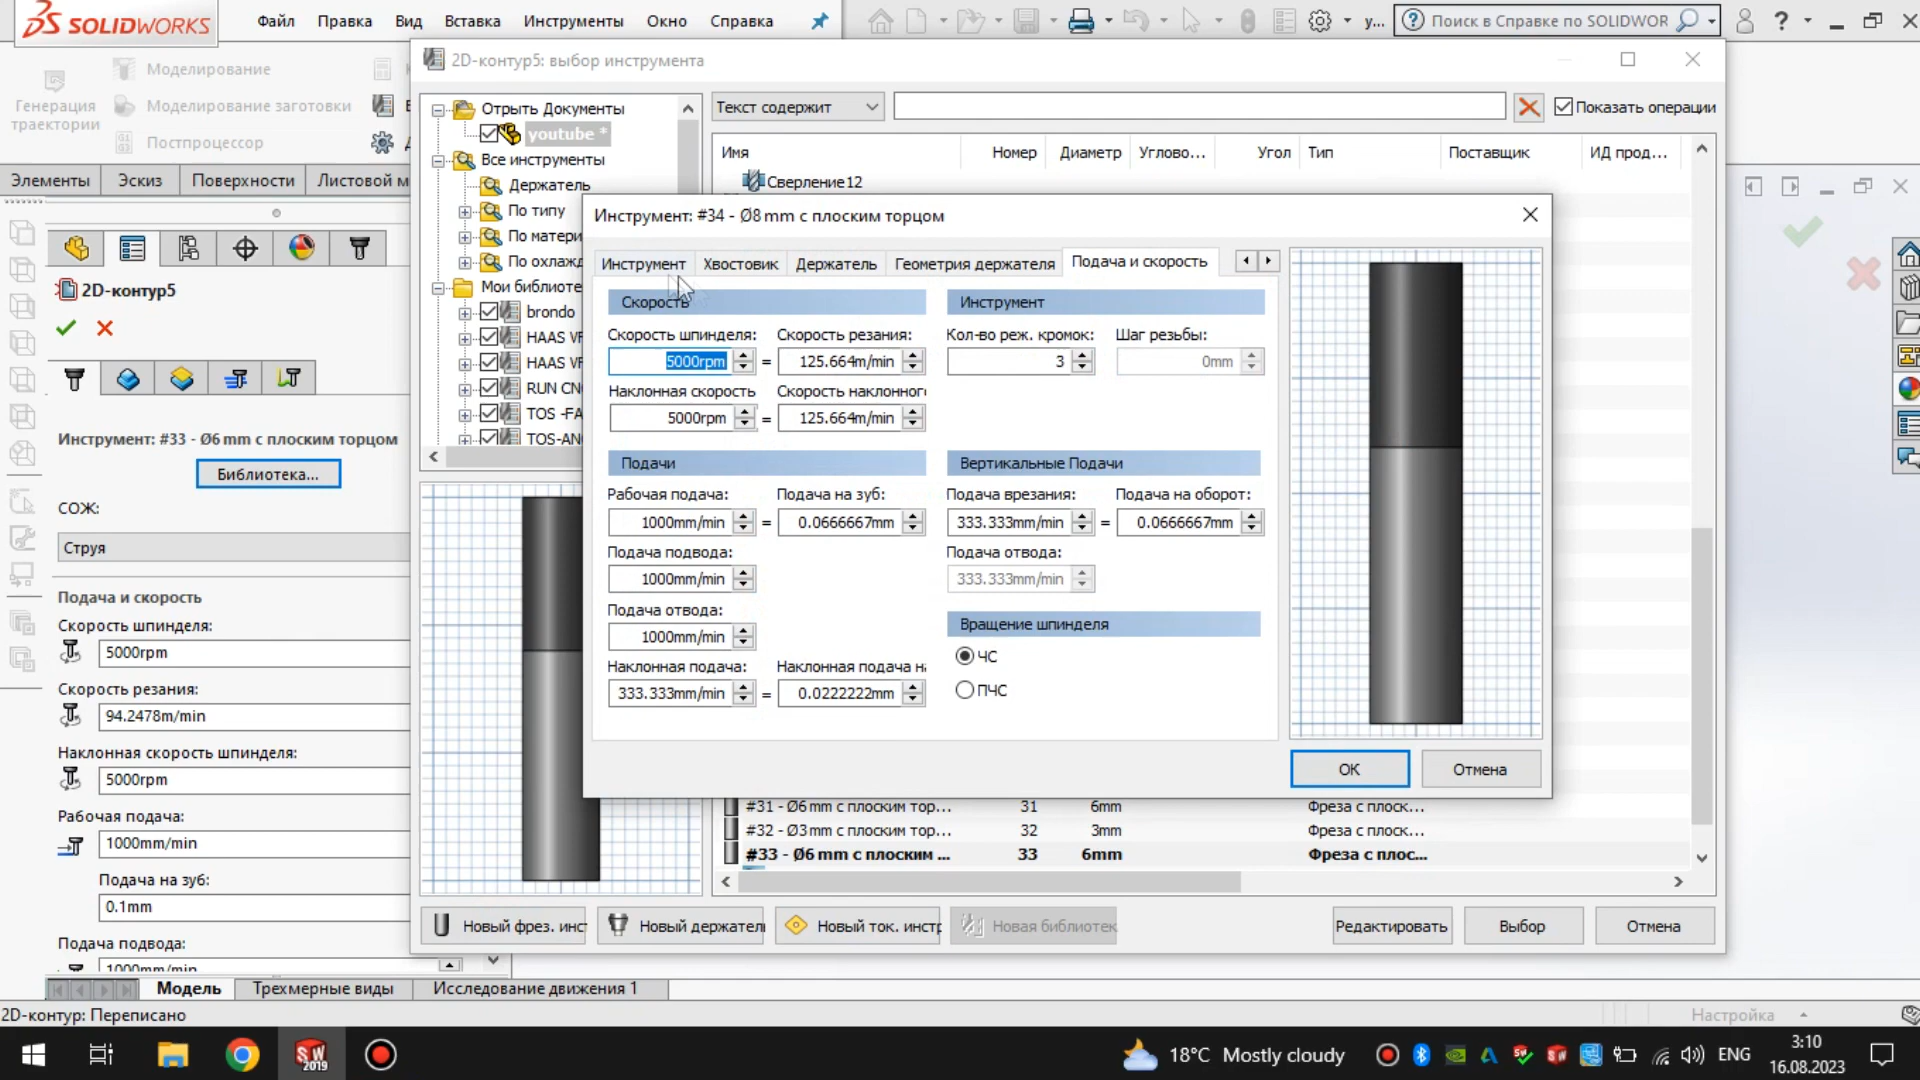 SOLIDWORKS
Файл Правка Вид Вставка Инструменты Окно Справка
у...
Поиск в Справке по SOLIDWOR
Моделирование
Генерация траектории
Моделирование заготовки
Постпроцессор
Элементы Эскиз Поверхности Листовой м
2D-контур5
Инструмент: #33 - Ø6 mm с плоским торцом
Библиотека...
СОЖ:
Струя
Подача и скорость
Скорость шпинделя:
5000rpm
Скорость резания:
94.2478m/min
Наклонная скорость шпинделя:
5000rpm
Рабочая подача:
1000mm/min
Подача на зуб:
0.1mm
Подача подвода:
1000mm/min
2D-контур5: выбор инструмента
Отрыть Документы
youtube *
Все инструменты
Держатель
По типу
По матери
По охлажд
Мои библиоте
brondo
HAAS VF
HAAS VF
RUN CNC
TOS -FA
TOS-ANG
Текст содержит
Показать операции
Имя Номер Диаметр Углово... Угол Тип Поставщик ИД прод...
Сверление12
Инструмент: #34 - Ø8 mm с плоским торцом
Инструмент Хвостовик Держатель Геометрия держателя Подача и скорость
Скорость
Скорость шпинделя: Скорость резания:
5000rpm = 125.664m/min
Наклонная скорость Скорость наклонного
5000rpm = 125.664m/min
Инструмент
Кол-во реж. кромок: Шаг резьбы:
3 0mm
Подачи
Рабочая подача: Подача на зуб:
1000mm/min = 0.0666667mm
Подача подвода:
1000mm/min
Подача отвода:
1000mm/min
Наклонная подача: Наклонная подача на
333.333mm/min = 0.0222222mm
Вертикальные Подачи
Подача врезания: Подача на оборот:
333.333mm/min = 0.0666667mm
Подача отвода:
333.333mm/min
Вращение шпинделя
ЧС
ПЧС
OK Отмена
#31 - Ø6 mm с плоским тор... 31 6mm Фреза с плоск...
#32 - Ø3 mm с плоским тор... 32 3mm Фреза с плоск...
#33 - Ø6 mm с плоским ... 33 6mm Фреза с плос...
Новый фрез. инст Новый держател Новый ток. инстр Новая библиотек Редактировать Выбор Отмена
Модель Трехмерные виды Исследование движения 1
2D-контур: Переписано
Настройка
SW 2019
18°C Mostly cloudy
ENG
3:10
16.08.2023